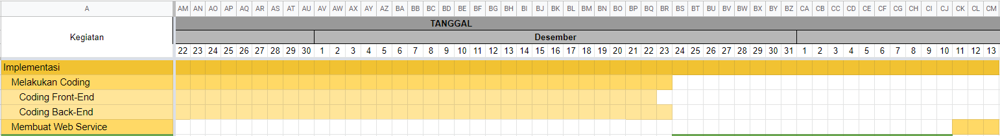 A AM AN AO AP AQ AR AS AT AU AV AW AX AY AZ BA BB BC BD BE BF BG BH BI BJ BK BL BM BN BO BP BQ BR BS BT BU BV BW BX BY BZ CA CB CC CD CE CF CG CH CI CJ CK CL CM
TANGGAL
Kegiatan
Desember
22 23 24 25 26 27 28 29 30 1 2 3 4 5 6 7 8 9 10 11 12 13 14 15 16 17 18 19 20 21 22 23 24 25 26 27 28 29 30 31 1 2 3 4 5 6 7 8 9 10 11 12 13
Implementasi
Melakukan Coding
Coding Front-End
Coding Back-End
Membuat Web Service